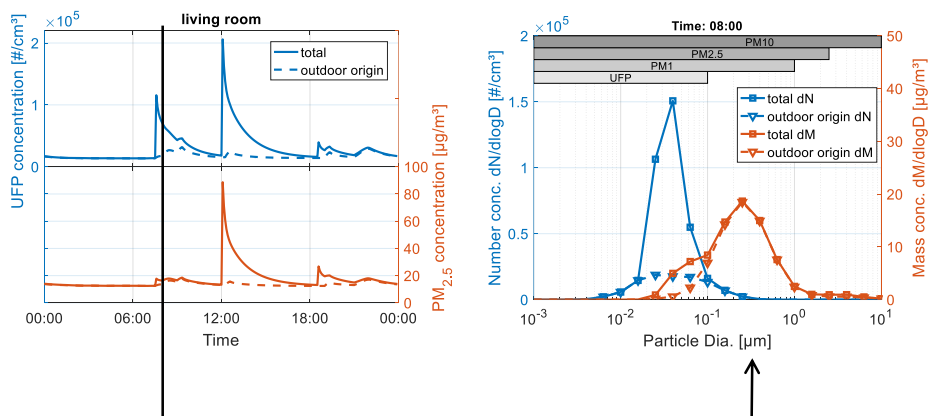 living room
×10⁵
2
1
0
UFP concentration [#/cm³]
total
outdoor origin
100
80
60
40
20
0
PM₂.₅ concentration [µg/m³]
00:00
06:00
12:00
18:00
00:00
Time
Time: 08:00
×10⁵
2
1.5
1
0.5
0
Number conc. dN/dlogD [#/cm³]
PM10
PM2.5
PM1
UFP
total dN
outdoor origin dN
total dM
outdoor origin dM
50
40
30
20
10
0
Mass conc. dM/dlogD [µg/m³]
10⁻³
10⁻²
10⁻¹
10⁰
10¹
Particle Dia. [µm]